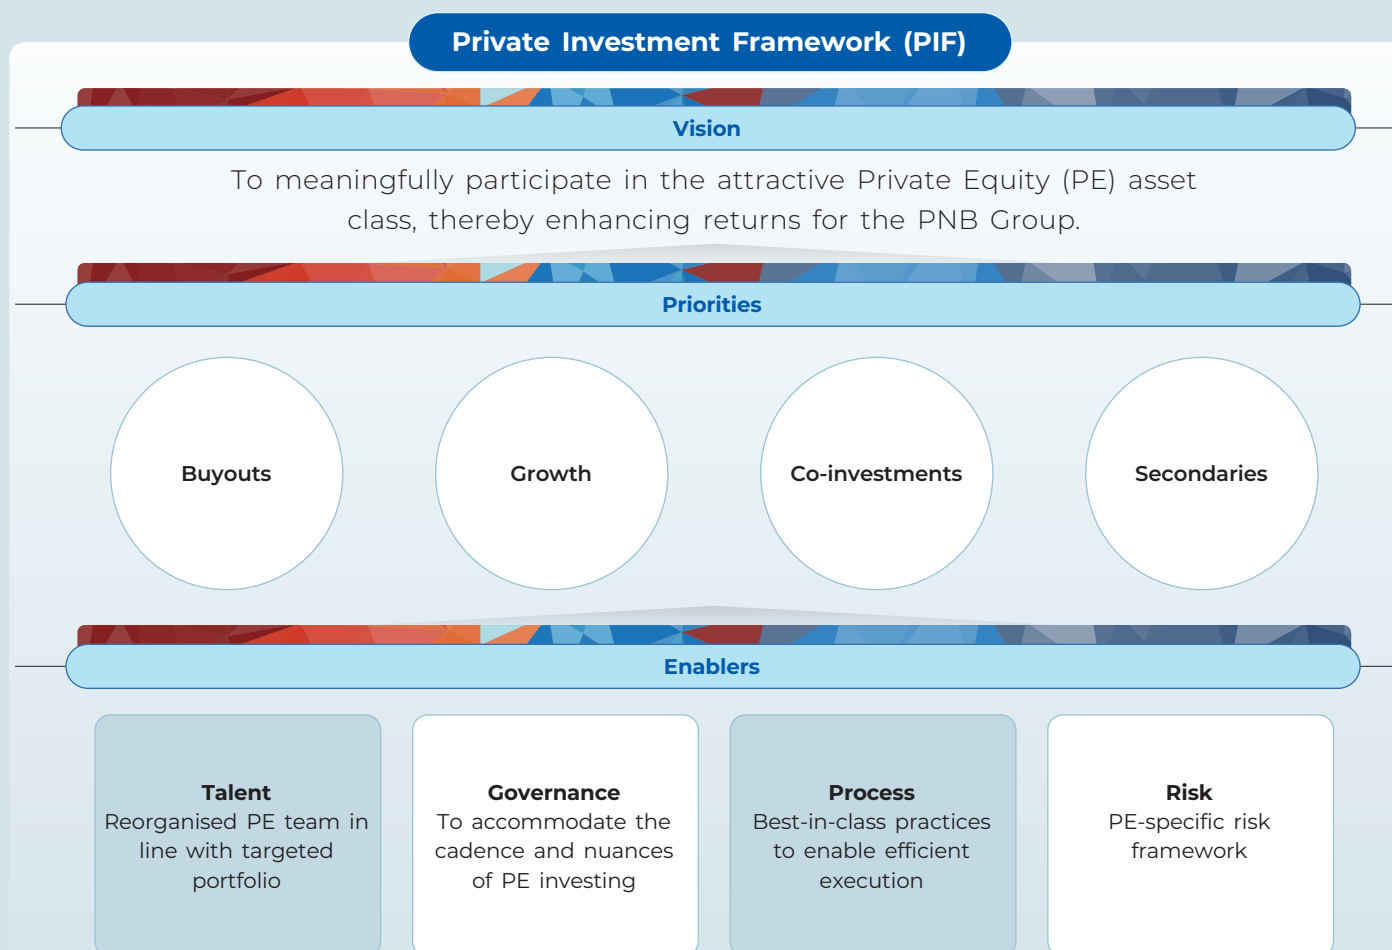 Private Investment Framework (PIF)
Vision
To meaningfully participate in the attractive Private Equity (PE) asset
class, thereby enhancing returns for the PNB Group.
Priorities
Buyouts
Growth
Co-investments
Secondaries
Enablers
Talent
Reorganised PE team in
line with targeted
portfolio
Governance
To accommodate the
cadence and nuances
of PE investing
Process
Best-in-class practices
to enable efficient
execution
Risk
PE-specific risk
framework